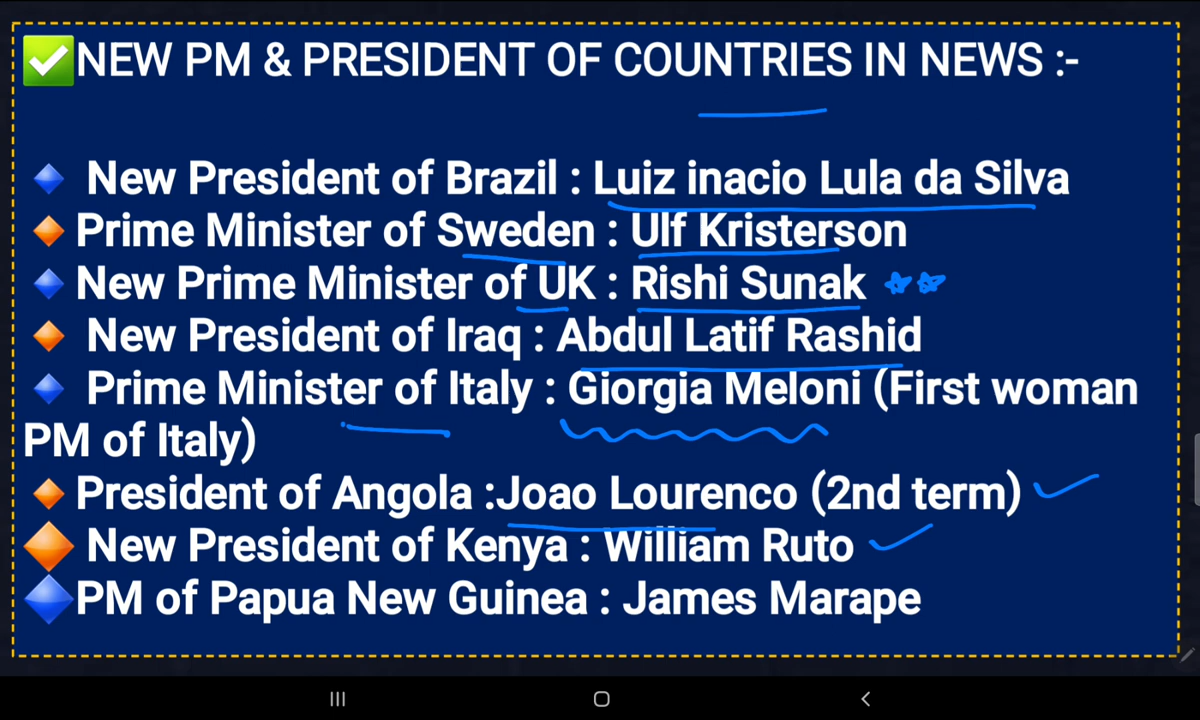 ✅NEW PM & PRESIDENT OF COUNTRIES IN NEWS :-
🔹 New President of Brazil : Luiz inacio Lula da Silva
🔸Prime Minister of Sweden : Ulf Kristerson
🔹New Prime Minister of UK : Rishi Sunak
🔸 New President of Iraq : Abdul Latif Rashid
🔹 Prime Minister of Italy : Giorgia Meloni (First woman
PM of Italy)
🔸President of Angola :Joao Lourenco (2nd term)
🔶 New President of Kenya : William Ruto
🔷PM of Papua New Guinea : James Marape